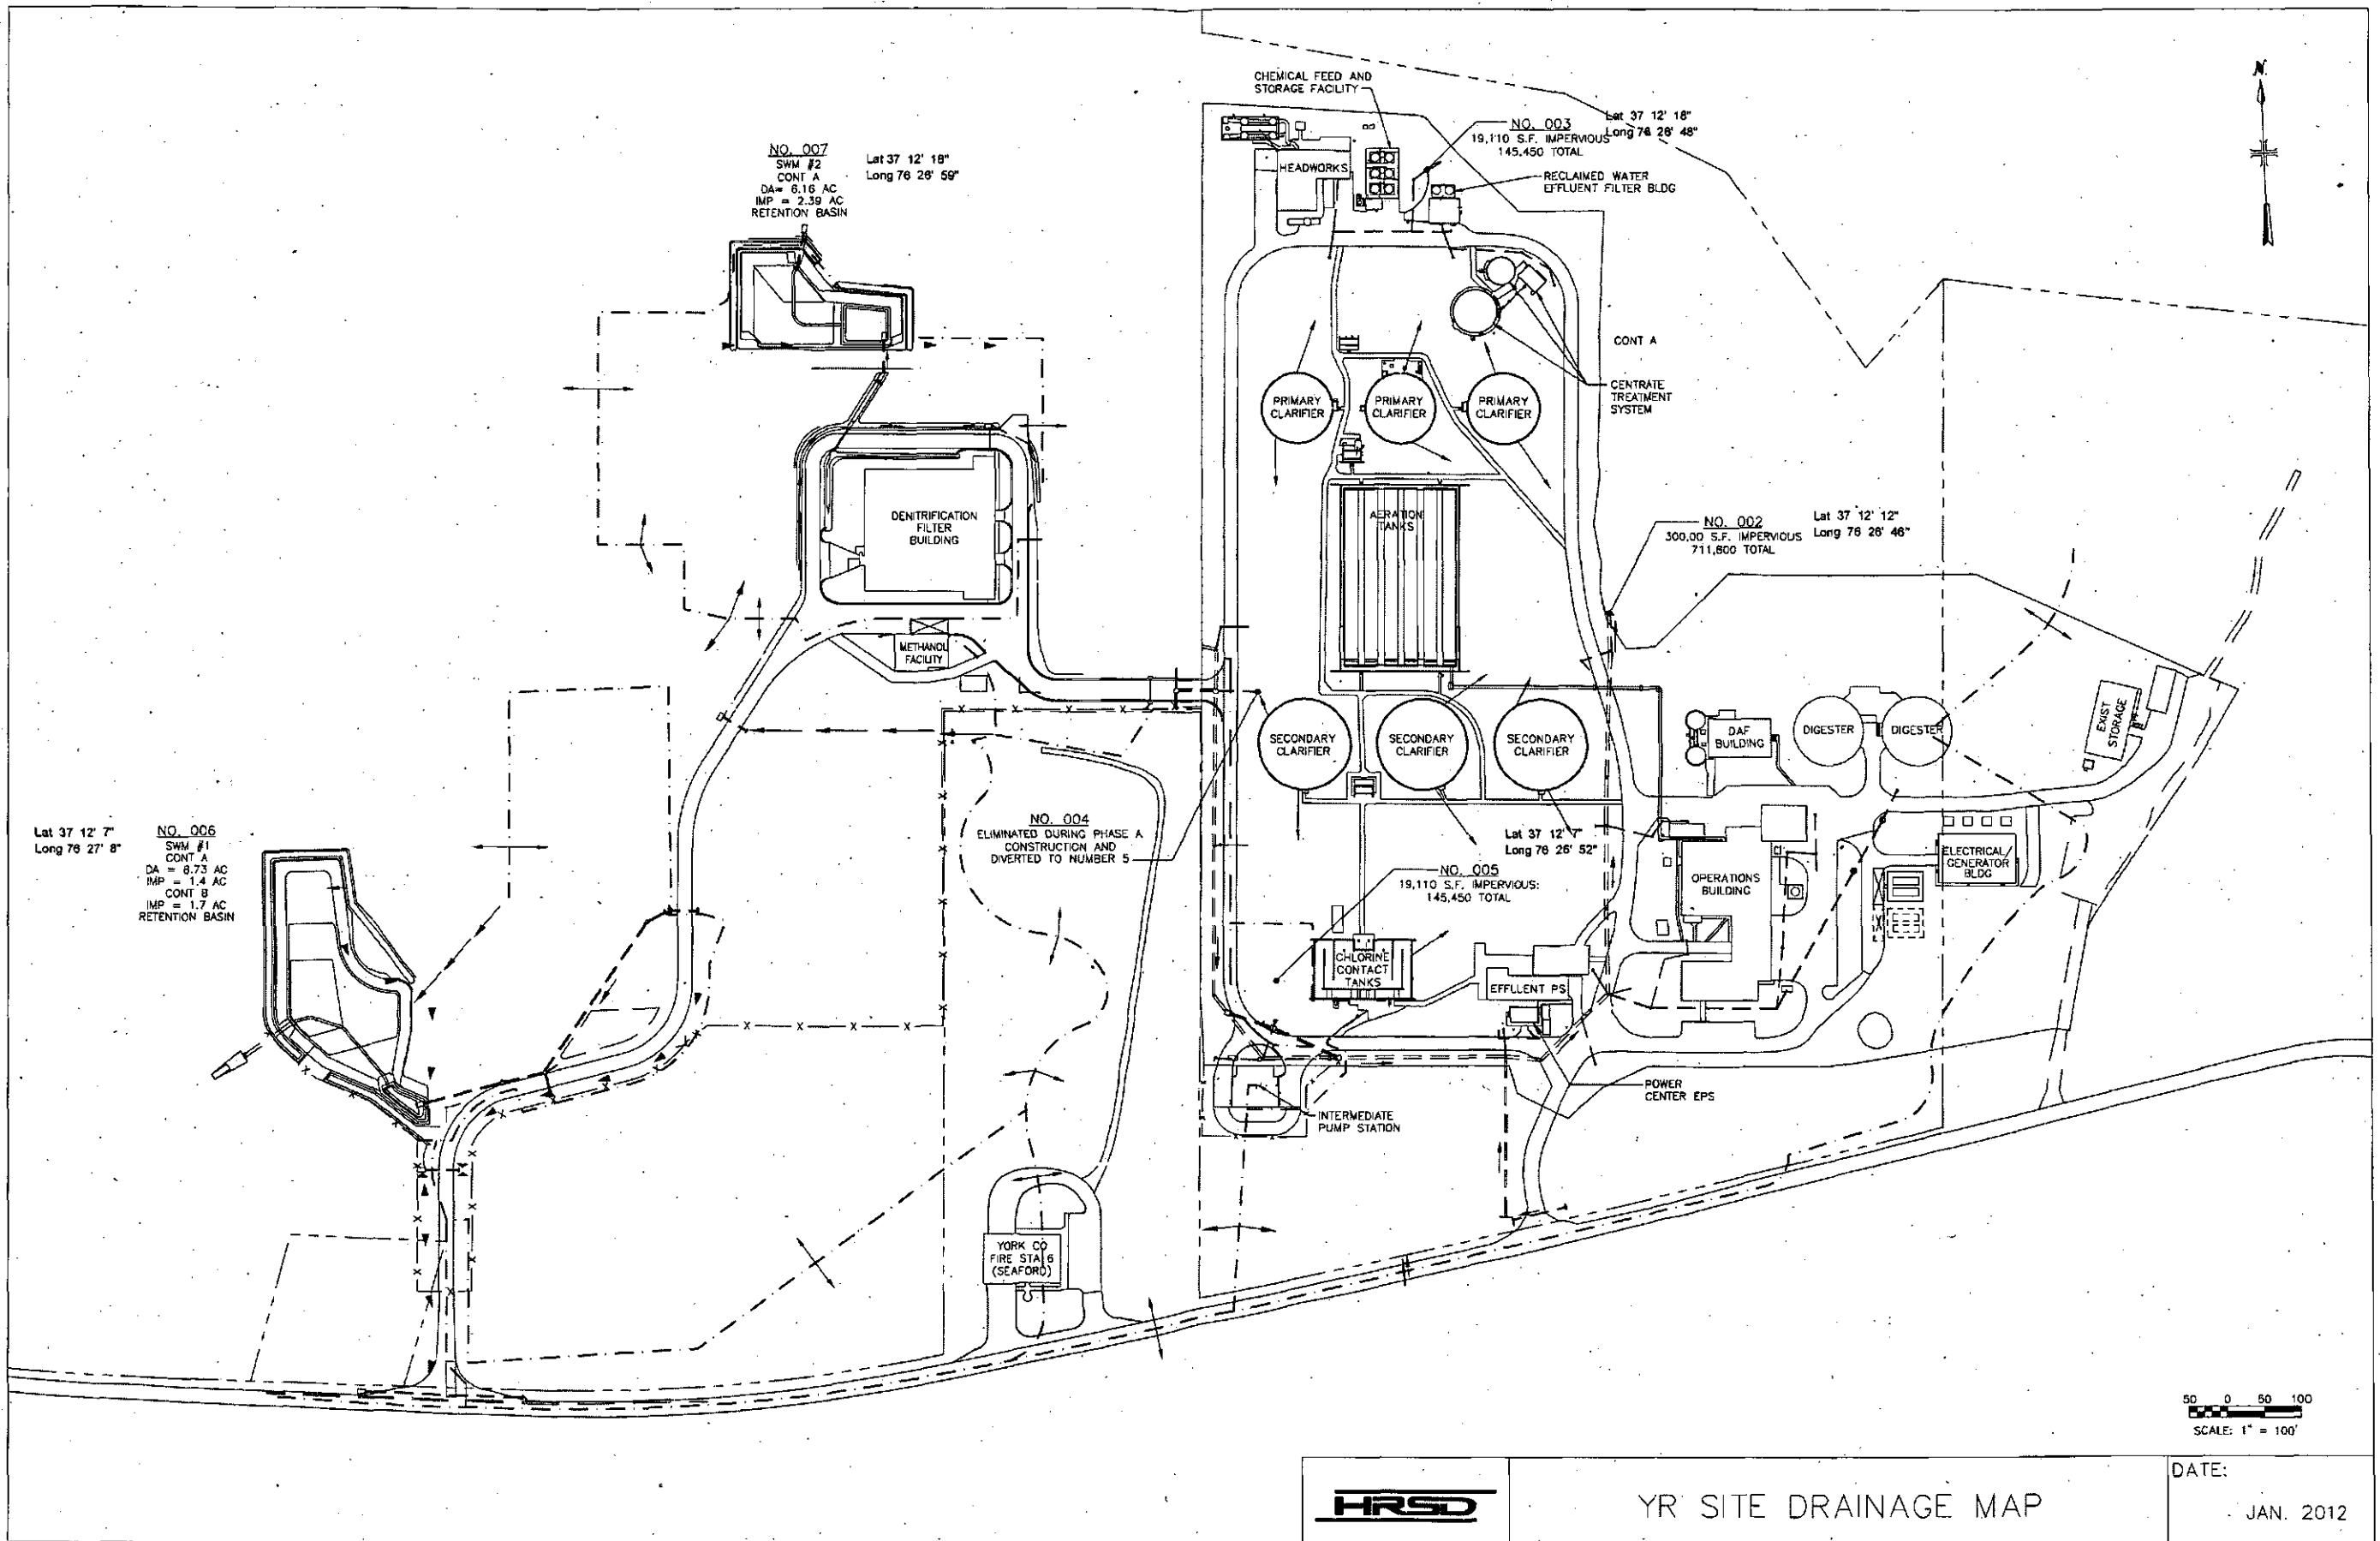 CHEMICAL FEED AND
STORAGE FACILITY
N
NO. 003
19,110 S.F. IMPERVIOUS
145,450 TOTAL
Lat 37 12' 18"
Long 76 26' 48"
NO. 007
SWM #2
CONT A
DA= 6.16 AC
IMP = 2.39 AC
RETENTION BASIN
Lat 37 12' 18"
Long 76 26' 59"
HEADWORKS
RECLAIMED WATER
EFFLUENT FILTER BLDG
CONT A
CENTRATE
TREATMENT
SYSTEM
PRIMARY
CLARIFIER
PRIMARY
CLARIFIER
PRIMARY
CLARIFIER
DENITRIFICATION
FILTER
BUILDING
AERATION
TANKS
NO. 002
300,00 S.F. IMPERVIOUS
711,800 TOTAL
Lat 37 12' 12"
Long 76 26' 46"
METHANOL
FACILITY
SECONDARY
CLARIFIER
SECONDARY
CLARIFIER
SECONDARY
CLARIFIER
DAF
BUILDING
DIGESTER
DIGESTER
EXIST
STORAGE
NO. 004
ELIMINATED DURING PHASE A
CONSTRUCTION AND
DIVERTED TO NUMBER 5
Lat 37 12' 7"
Long 76 27' 8"
NO. 006
SWM #1
CONT A
DA = 8.73 AC
IMP = 1.4 AC
CONT B
IMP = 1.7 AC
RETENTION BASIN
Lat 37 12' 7"
Long 76 26' 52"
NO. 005
19,110 S.F. IMPERVIOUS:
145,450 TOTAL
OPERATIONS
BUILDING
ELECTRICAL/
GENERATOR
BLDG
CHLORINE
CONTACT
TANKS
EFFLUENT PS
POWER
CENTER EPS
INTERMEDIATE
PUMP STATION
YORK CO
FIRE STA 6
(SEAFORD)
50 0 50 100
SCALE: 1" = 100'
HRSD
YR SITE DRAINAGE MAP
DATE:
JAN. 2012